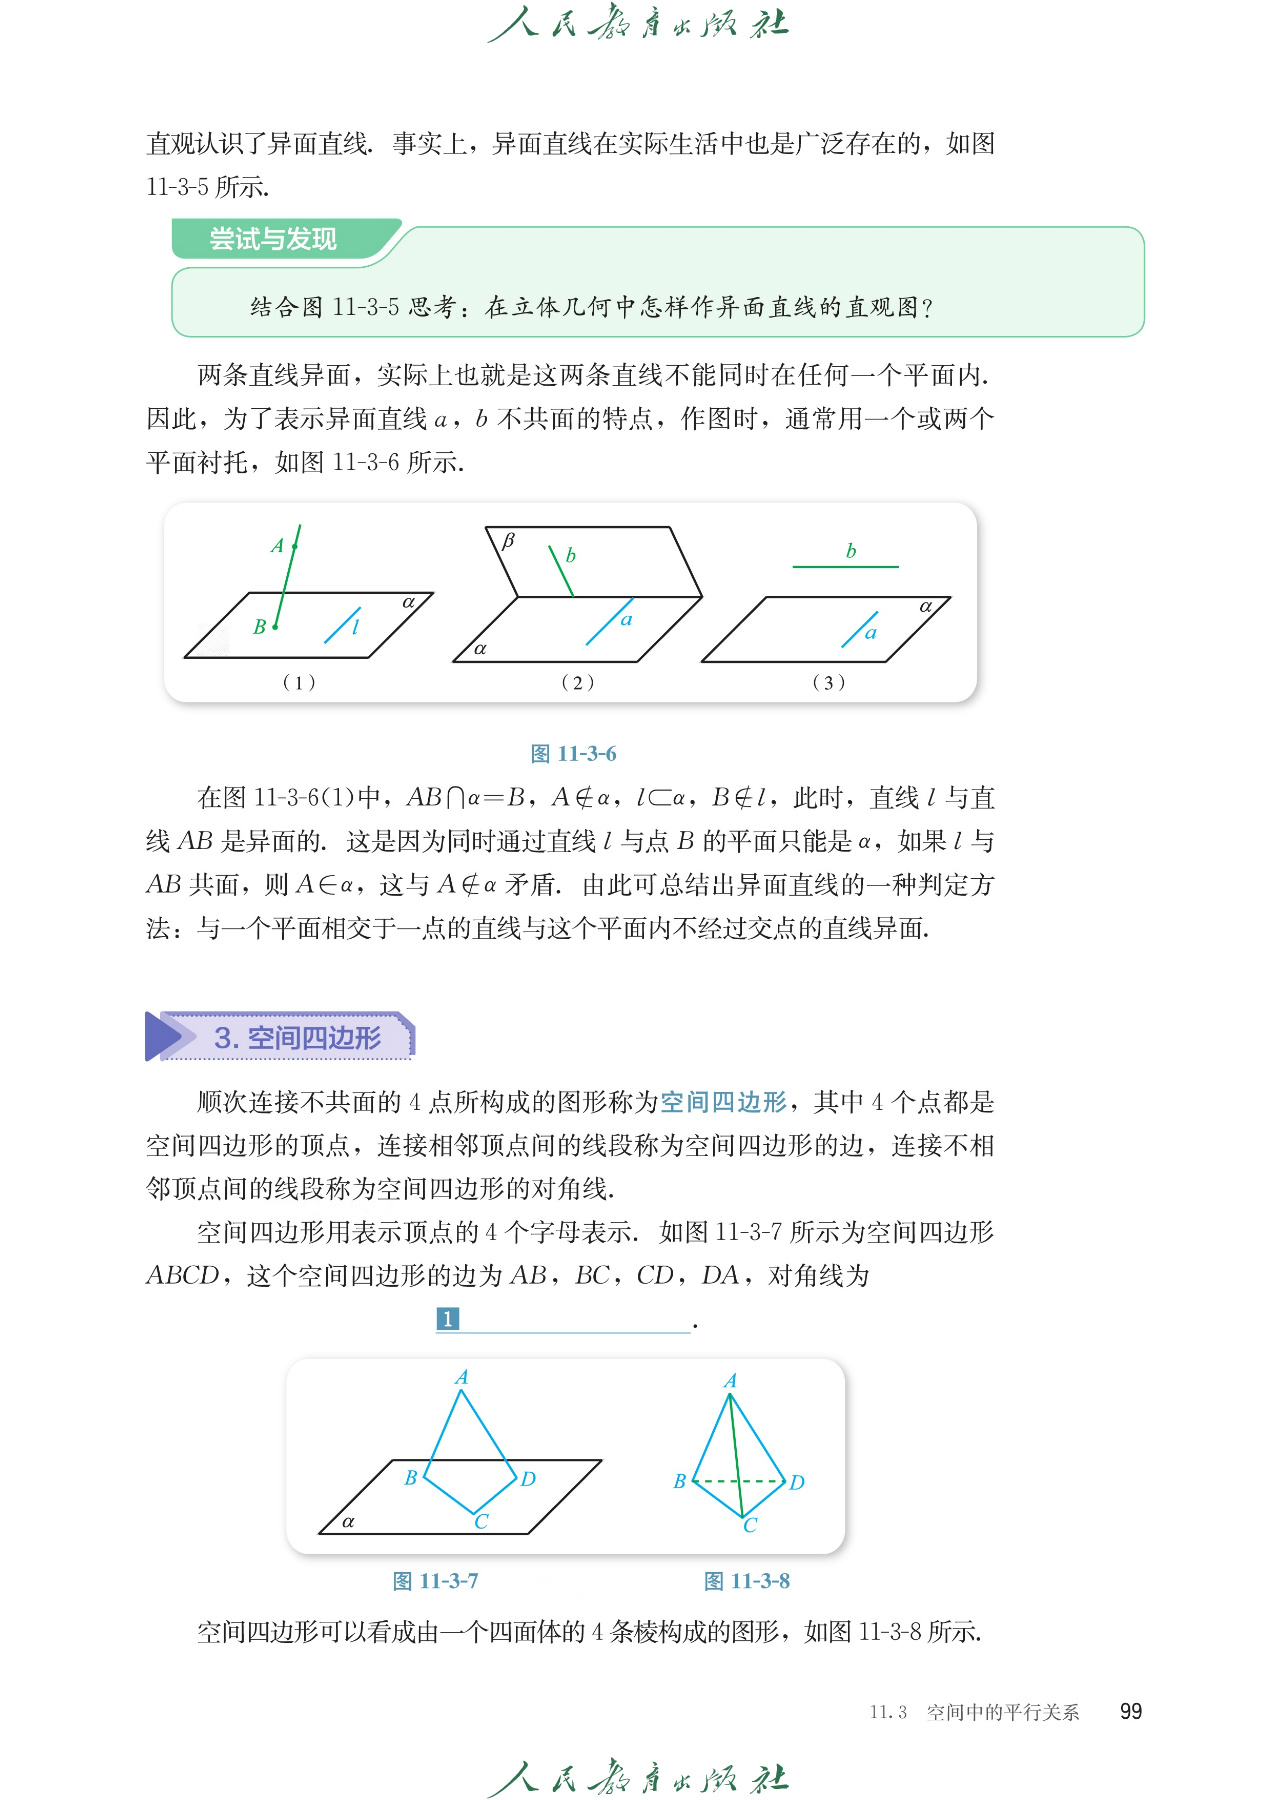 人民教育出版社
直观认识了异面直线. 事实上，异面直线在实际生活中也是广泛存在的，如图
11-3-5 所示.
尝试与发现
结合图 11-3-5 思考：在立体几何中怎样作异面直线的直观图？
两条直线异面，实际上也就是这两条直线不能同时在任何一个平面内.
因此，为了表示异面直线 a，b 不共面的特点，作图时，通常用一个或两个
平面衬托，如图 11-3-6 所示.
A
B
l
α
（1）
β
b
a
α
（2）
b
α
a
（3）
图 11-3-6
在图 11-3-6(1)中，AB∩α=B，A∉α，l⊂α，B∉l，此时，直线 l 与直
线 AB 是异面的. 这是因为同时通过直线 l 与点 B 的平面只能是 α，如果 l 与
AB 共面，则 A∈α，这与 A∉α 矛盾. 由此可总结出异面直线的一种判定方
法：与一个平面相交于一点的直线与这个平面内不经过交点的直线异面.
3. 空间四边形
顺次连接不共面的 4 点所构成的图形称为空间四边形，其中 4 个点都是
空间四边形的顶点，连接相邻顶点间的线段称为空间四边形的边，连接不相
邻顶点间的线段称为空间四边形的对角线.
空间四边形用表示顶点的 4 个字母表示. 如图 11-3-7 所示为空间四边形
ABCD，这个空间四边形的边为 AB，BC，CD，DA，对角线为
1 .
A
B
D
C
α
A
B
D
C
图 11-3-7
图 11-3-8
空间四边形可以看成由一个四面体的 4 条棱构成的图形，如图 11-3-8 所示.
11.3 空间中的平行关系 99
人民教育出版社